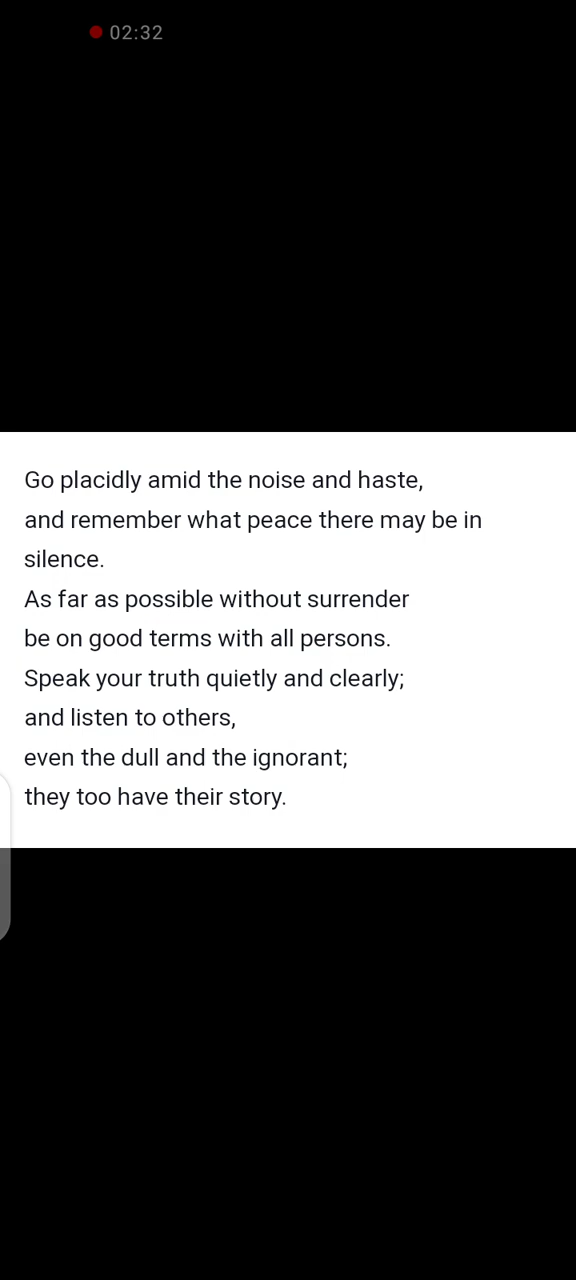 02:32
Go placidly amid the noise and haste,
and remember what peace there may be in
silence.
As far as possible without surrender
be on good terms with all persons.
Speak your truth quietly and clearly;
and listen to others,
even the dull and the ignorant;
they too have their story.